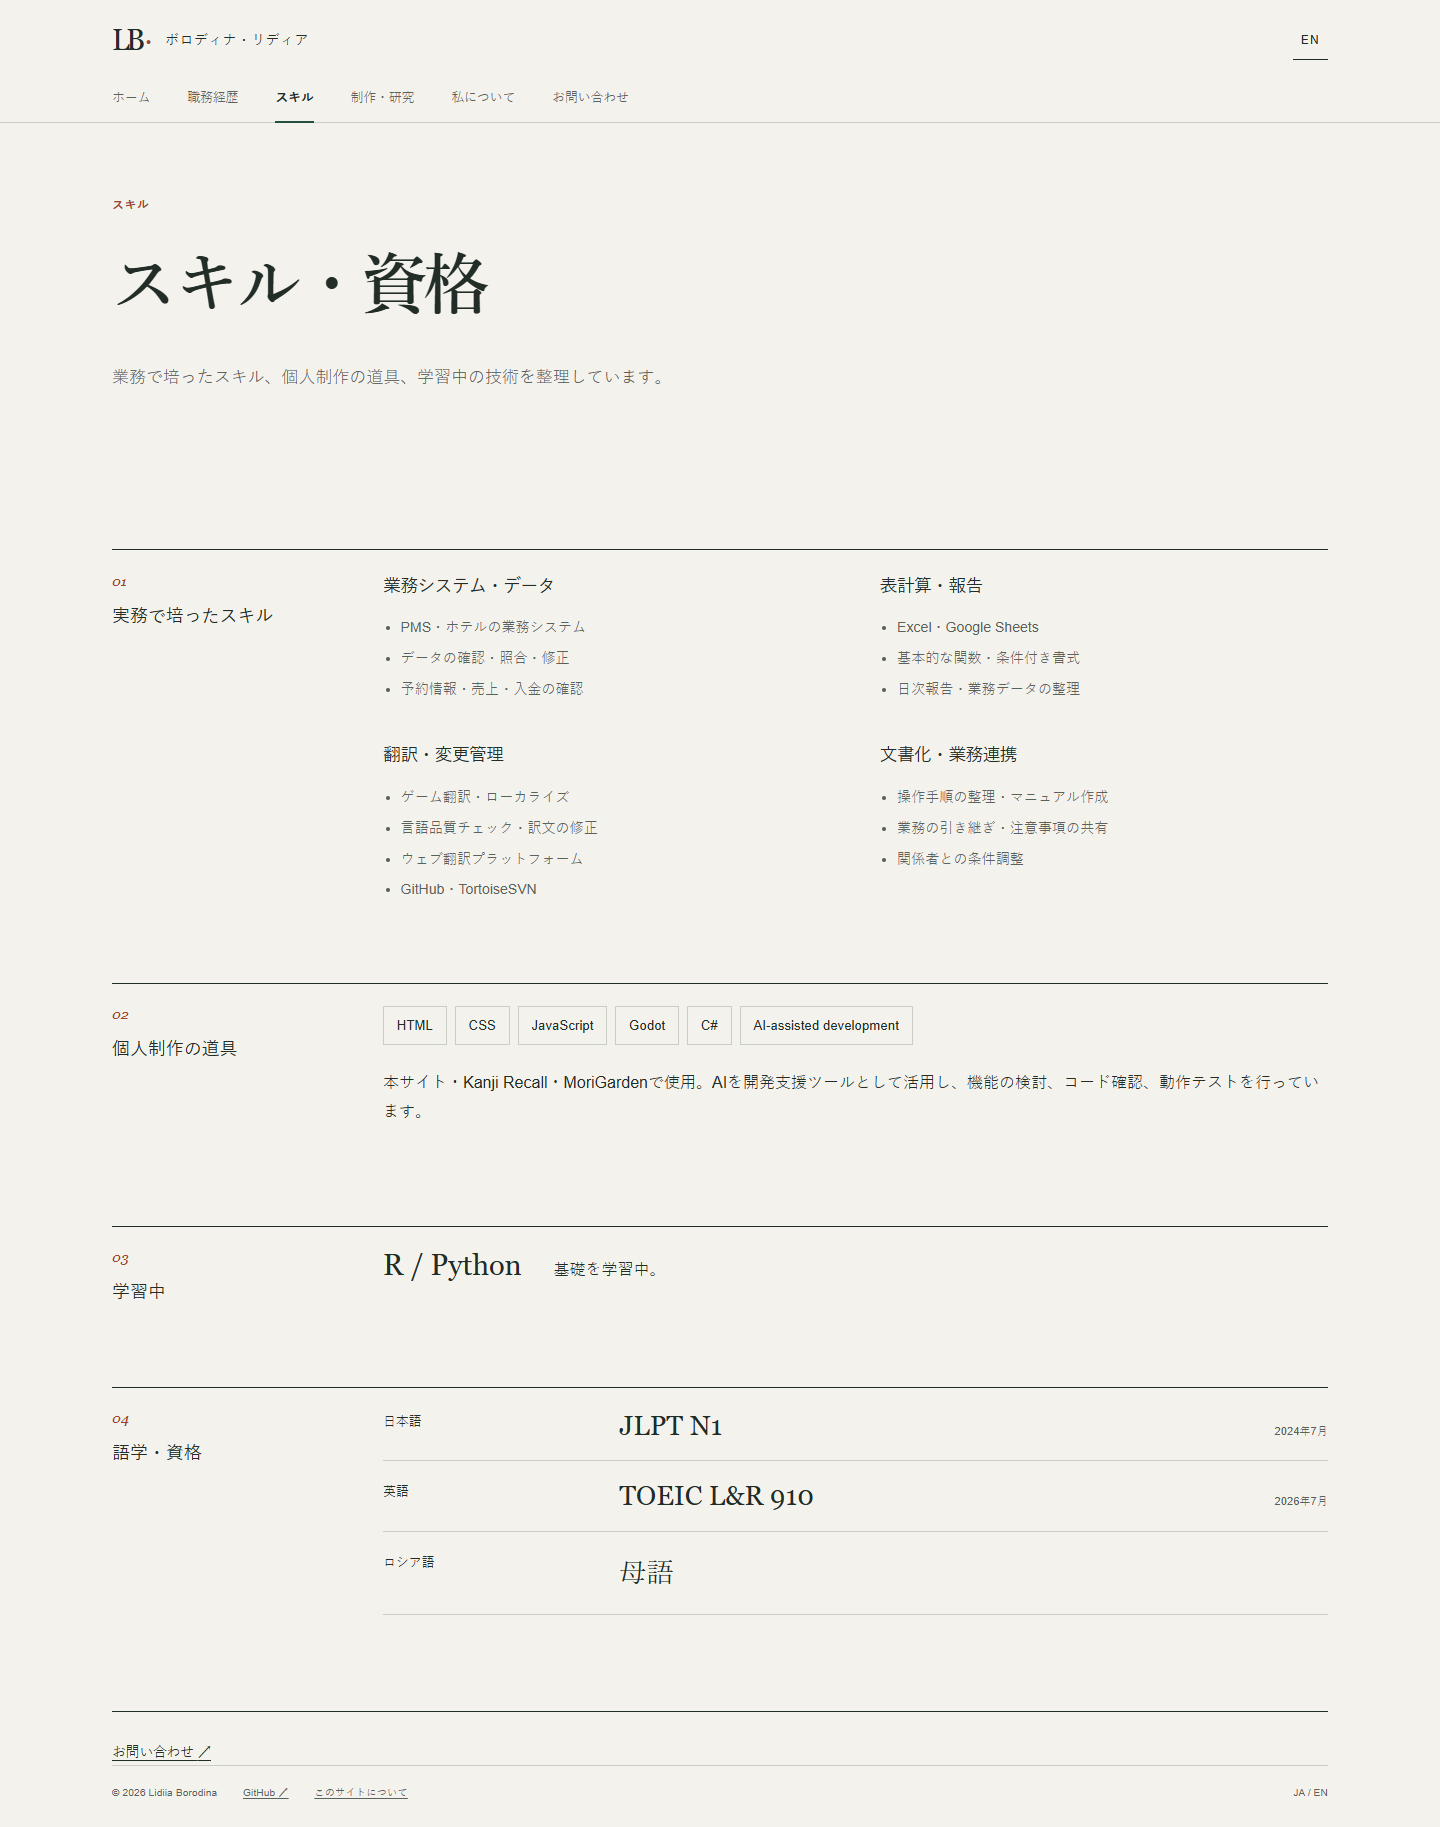 LB· ボロディナ・リディア
EN
ホーム 職務経歴 スキル 制作・研究 私について お問い合わせ
スキル
スキル・資格
業務で培ったスキル、個人制作の道具、学習中の技術を整理しています。
01
実務で培ったスキル
業務システム・データ
• PMS・ホテルの業務システム
• データの確認・照合・修正
• 予約情報・売上・入金の確認
表計算・報告
• Excel・Google Sheets
• 基本的な関数・条件付き書式
• 日次報告・業務データの整理
翻訳・変更管理
• ゲーム翻訳・ローカライズ
• 言語品質チェック・訳文の修正
• ウェブ翻訳プラットフォーム
• GitHub・TortoiseSVN
文書化・業務連携
• 操作手順の整理・マニュアル作成
• 業務の引き継ぎ・注意事項の共有
• 関係者との条件調整
02
個人制作の道具
HTML CSS JavaScript Godot C# AI-assisted development
本サイト・Kanji Recall・MoriGardenで使用。AIを開発支援ツールとして活用し、機能の検討、コード確認、動作テストを行ってい
ます。
03
学習中
R / Python 基礎を学習中。
04
語学・資格
日本語 JLPT N1 2024年7月
英語 TOEIC L&R 910 2026年7月
ロシア語 母語
お問い合わせ ↗
© 2026 Lidiia Borodina GitHub ↗ このサイトについて JA / EN